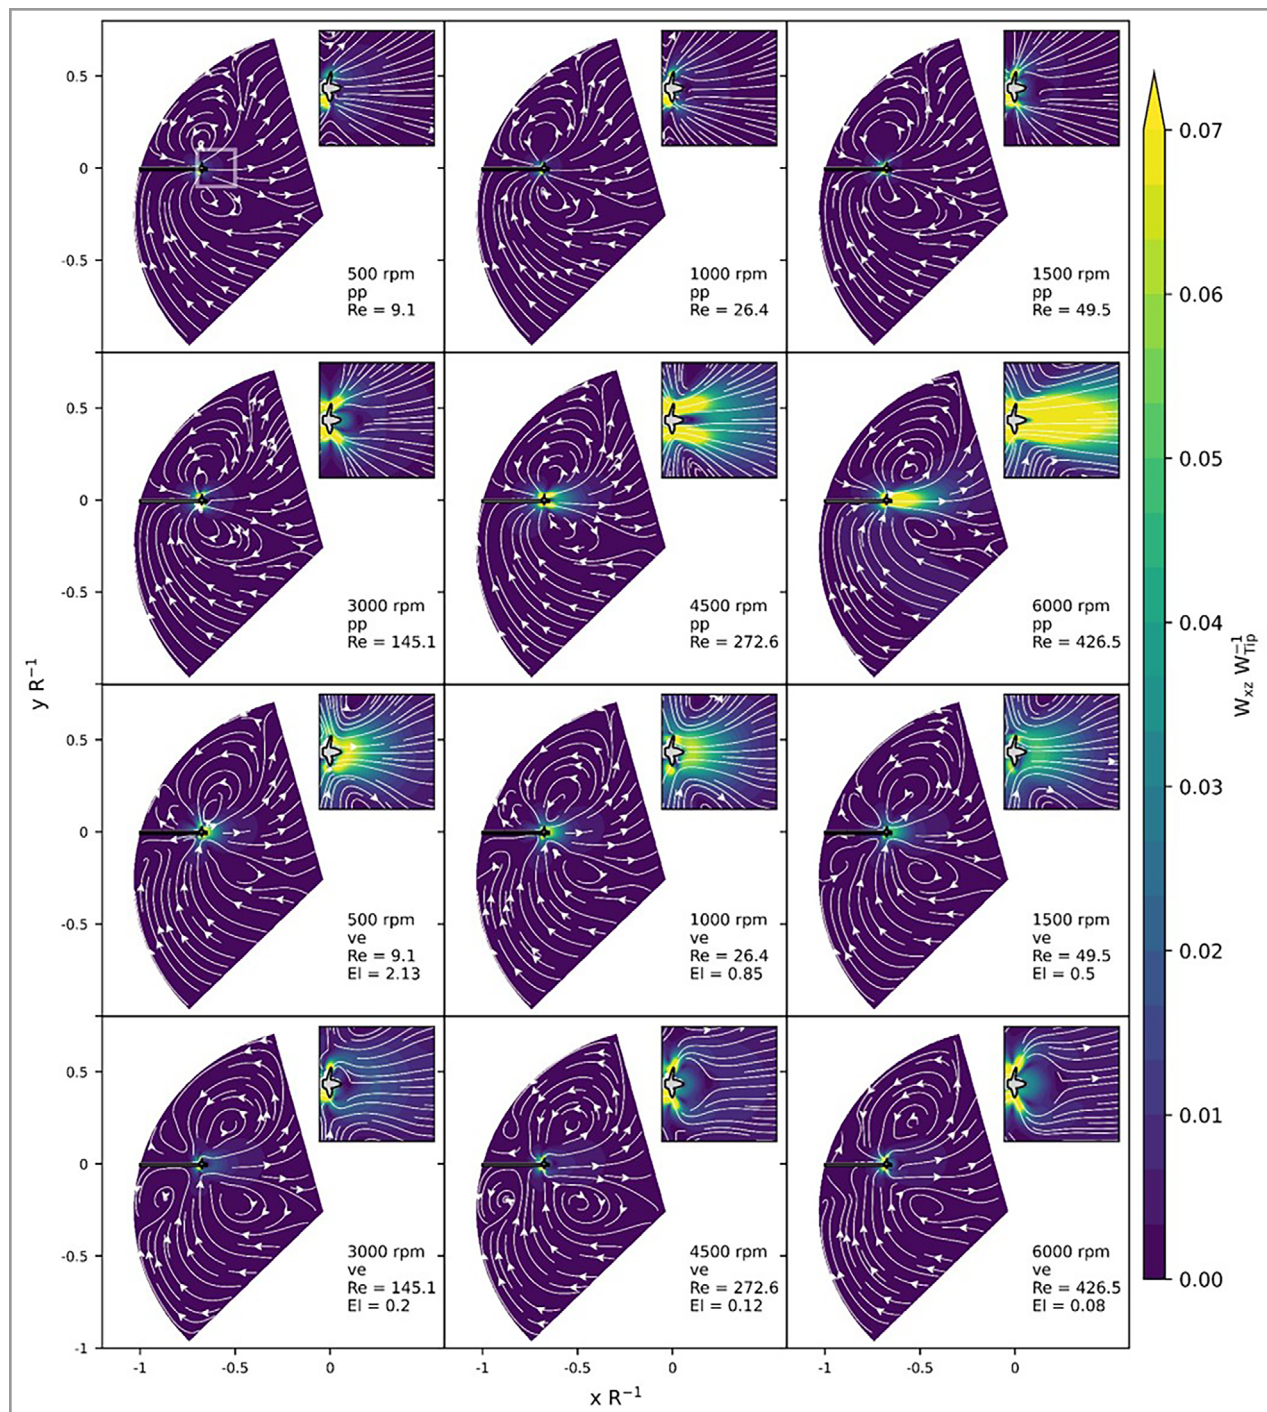 0.5
0
-0.5
500 rpm
pp
Re = 9.1
1000 rpm
pp
Re = 26.4
1500 rpm
pp
Re = 49.5
0.5
0
-0.5
3000 rpm
pp
Re = 145.1
4500 rpm
pp
Re = 272.6
6000 rpm
pp
Re = 426.5
y R⁻¹
0.5
0
-0.5
500 rpm
ve
Re = 9.1
El = 2.13
1000 rpm
ve
Re = 26.4
El = 0.85
1500 rpm
ve
Re = 49.5
El = 0.5
0.5
0
-0.5
-1
3000 rpm
ve
Re = 145.1
El = 0.2
4500 rpm
ve
Re = 272.6
El = 0.12
6000 rpm
ve
Re = 426.5
El = 0.08
-1 -0.5 0
-1 -0.5 0
-1 -0.5 0
x R⁻¹
0.07
0.06
0.05
0.04
0.03
0.02
0.01
0.00
W_xz W_Tip⁻¹